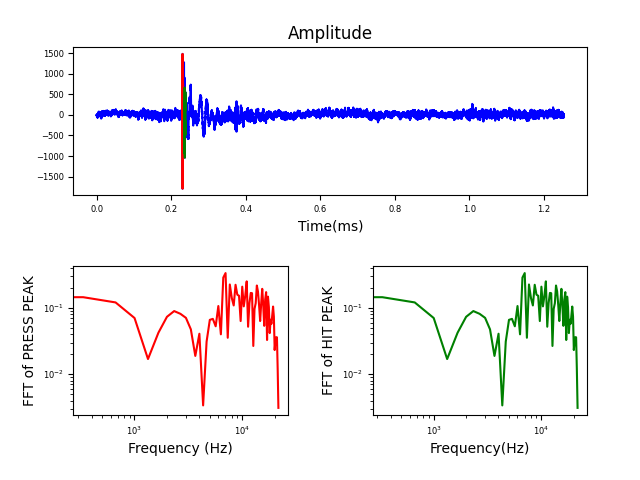 Amplitude
1500
1000
500
0
−500
−1000
−1500
0.0 0.2 0.4 0.6 0.8 1.0 1.2
Time(ms)
FFT of PRESS PEAK
10⁻¹
10⁻²
10³ 10⁴
Frequency (Hz)
FFT of HIT PEAK
10⁻¹
10⁻²
10³ 10⁴
Frequency(Hz)